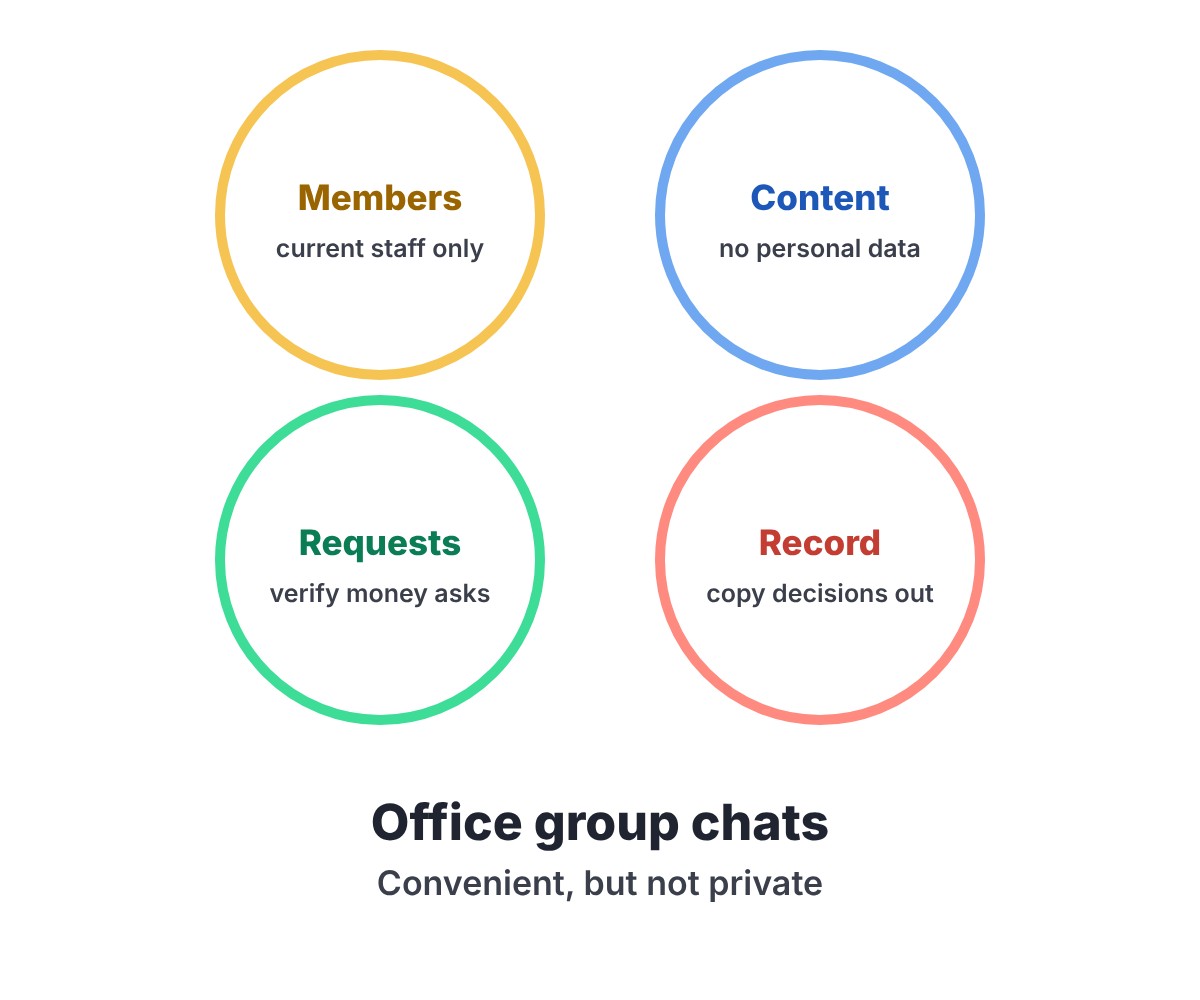 Members
current staff only
Content
no personal data
Requests
verify money asks
Record
copy decisions out
Office group chats
Convenient, but not private